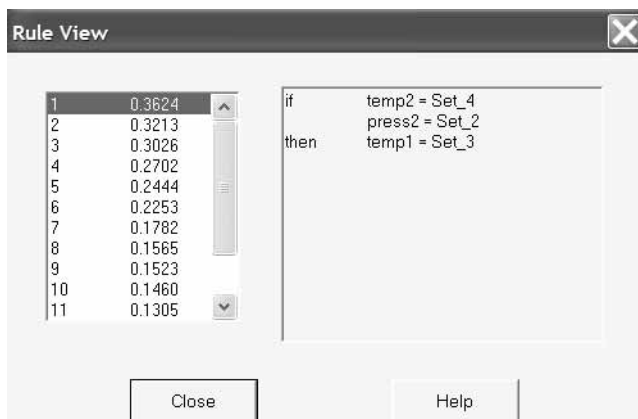 Rule View
1 0.3624
2 0.3213
3 0.3026
4 0.2702
5 0.2444
6 0.2253
7 0.1782
8 0.1565
9 0.1523
10 0.1460
11 0.1305
if temp2 = Set_4
press2 = Set_2
then temp1 = Set_3
Close Help